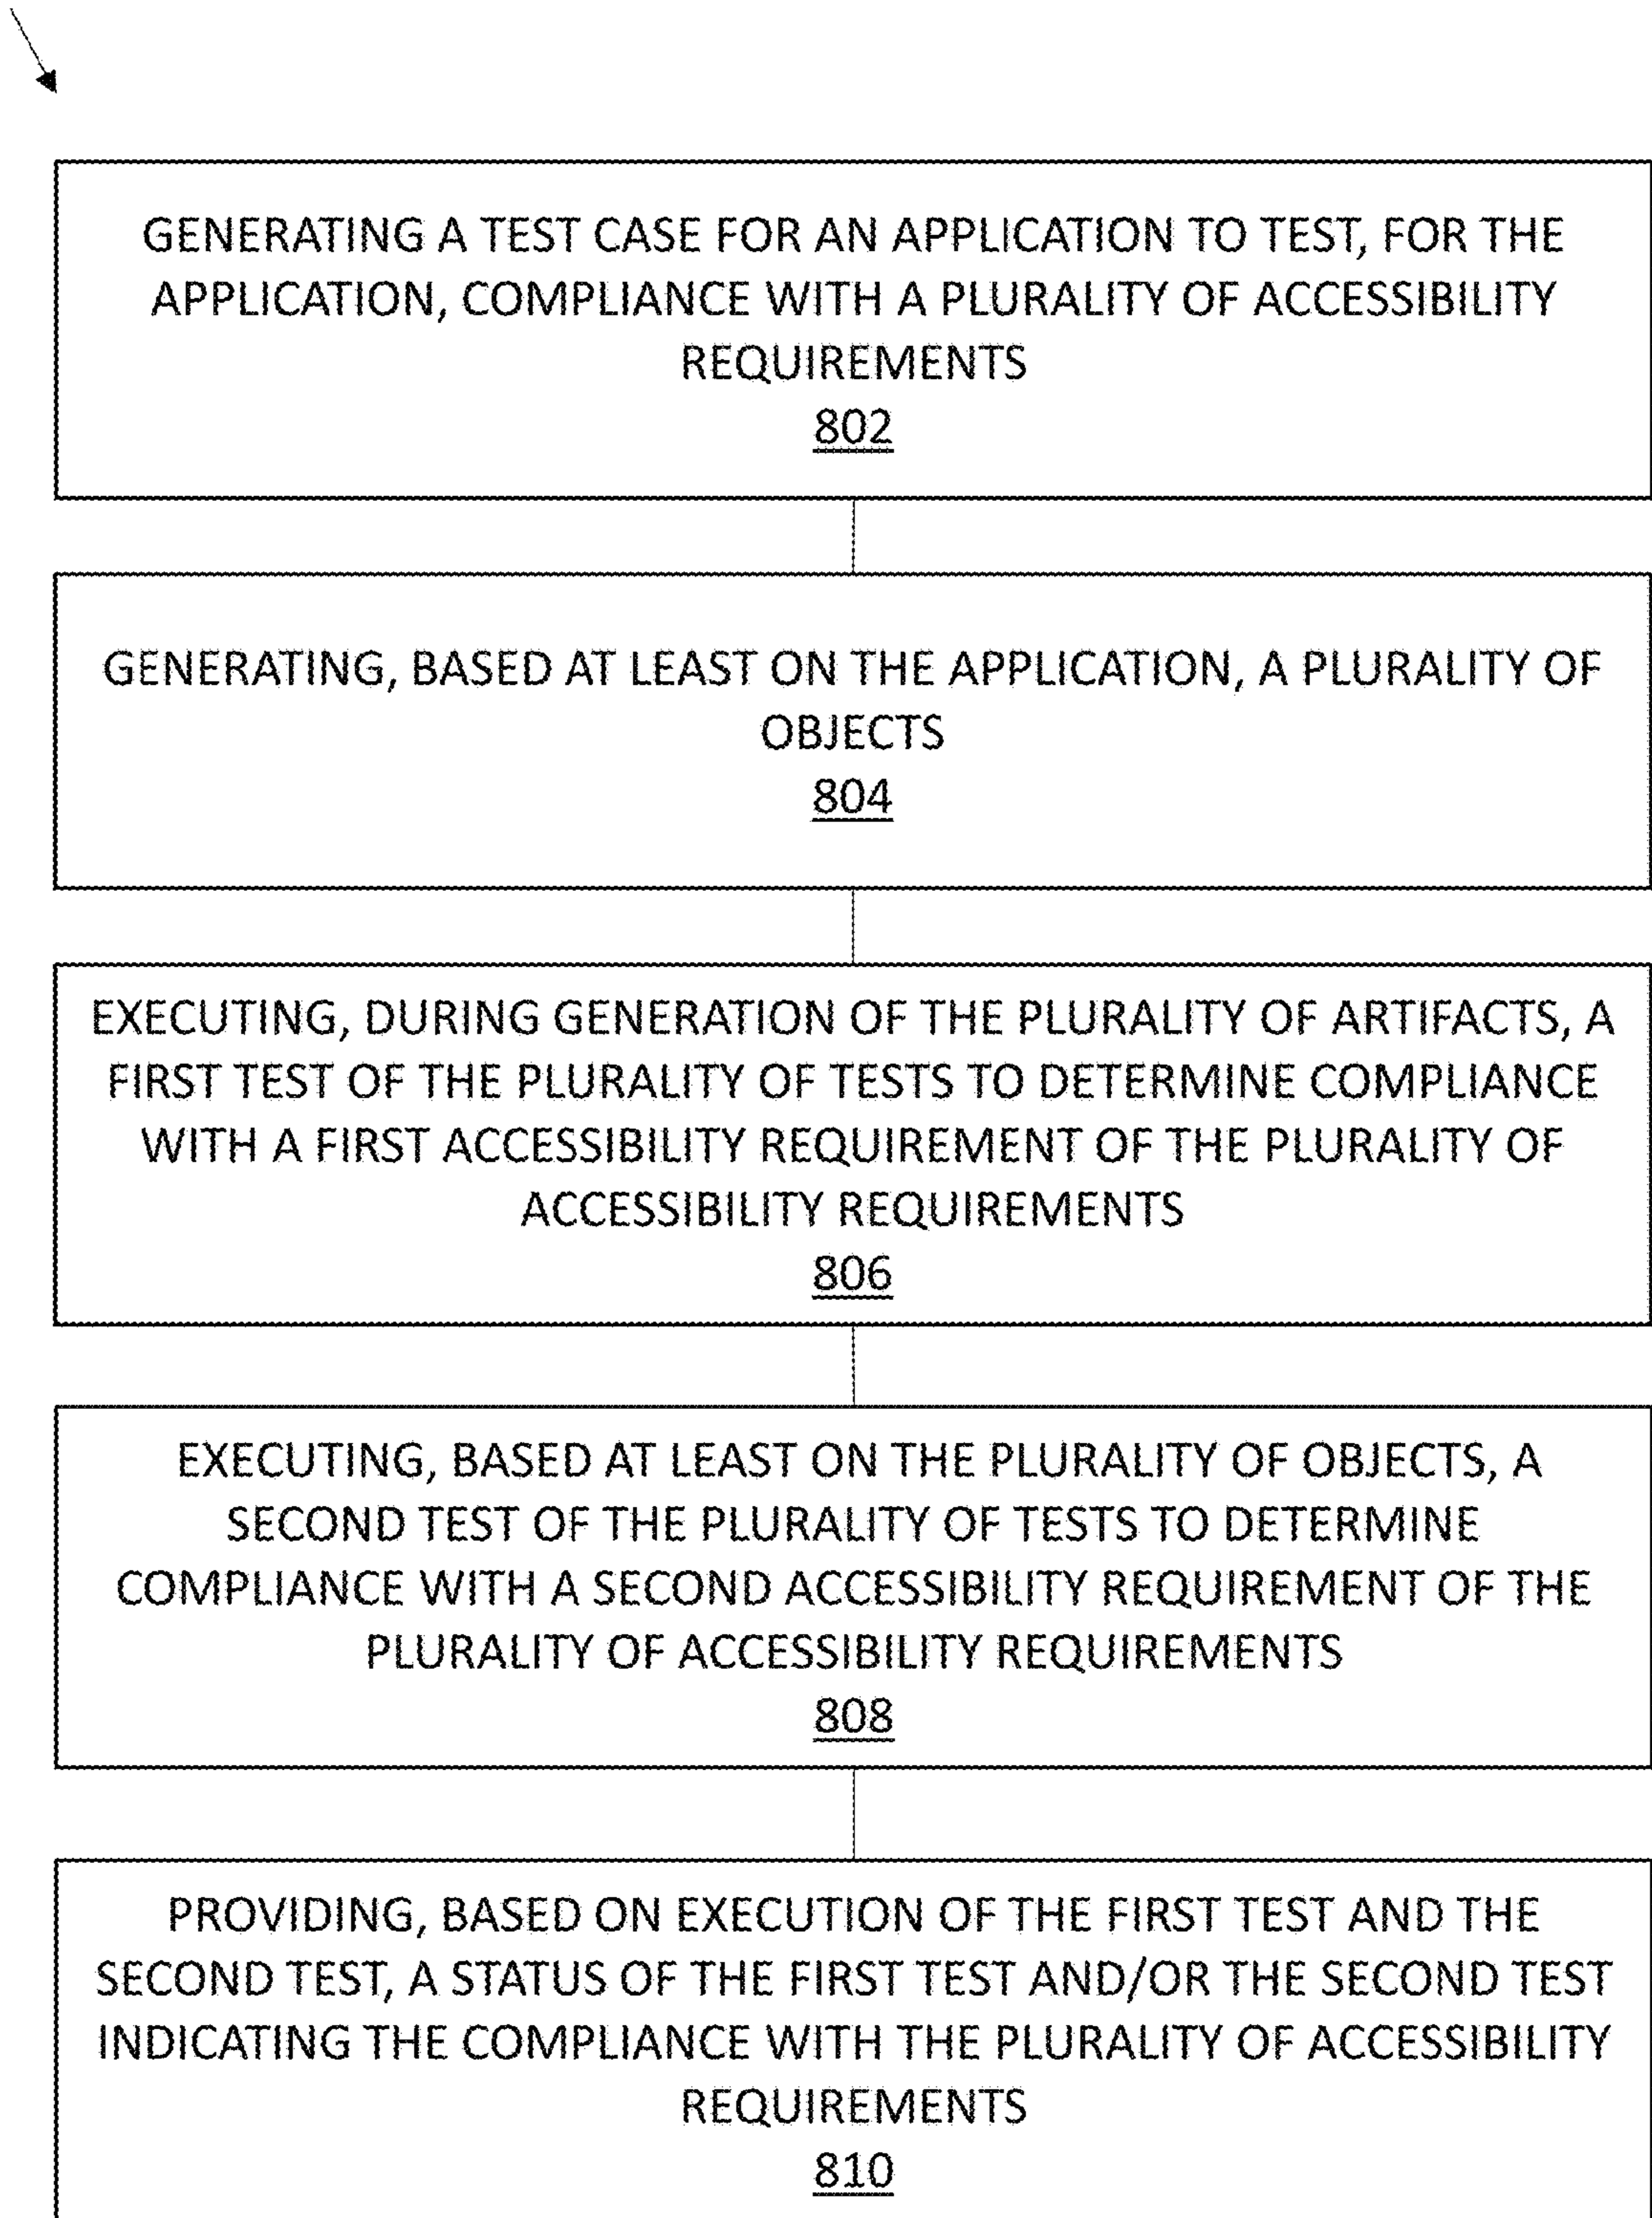 GENERATING A TEST CASE FOR AN APPLICATION TO TEST, FOR THE
APPLICATION, COMPLIANCE WITH A PLURALITY OF ACCESSIBILITY
REQUIREMENTS
802
GENERATING, BASED AT LEAST ON THE APPLICATION, A PLURALITY OF
OBJECTS
804
EXECUTING, DURING GENERATION OF THE PLURALITY OF ARTIFACTS, A
FIRST TEST OF THE PLURALITY OF TESTS TO DETERMINE COMPLIANCE
WITH A FIRST ACCESSIBILITY REQUIREMENT OF THE PLURALITY OF
ACCESSIBILITY REQUIREMENTS
806
EXECUTING, BASED AT LEAST ON THE PLURALITY OF OBJECTS, A
SECOND TEST OF THE PLURALITY OF TESTS TO DETERMINE
COMPLIANCE WITH A SECOND ACCESSIBILITY REQUIREMENT OF THE
PLURALITY OF ACCESSIBILITY REQUIREMENTS
808
PROVIDING, BASED ON EXECUTION OF THE FIRST TEST AND THE
SECOND TEST, A STATUS OF THE FIRST TEST AND/OR THE SECOND TEST
INDICATING THE COMPLIANCE WITH THE PLURALITY OF ACCESSIBILITY
REQUIREMENTS
810